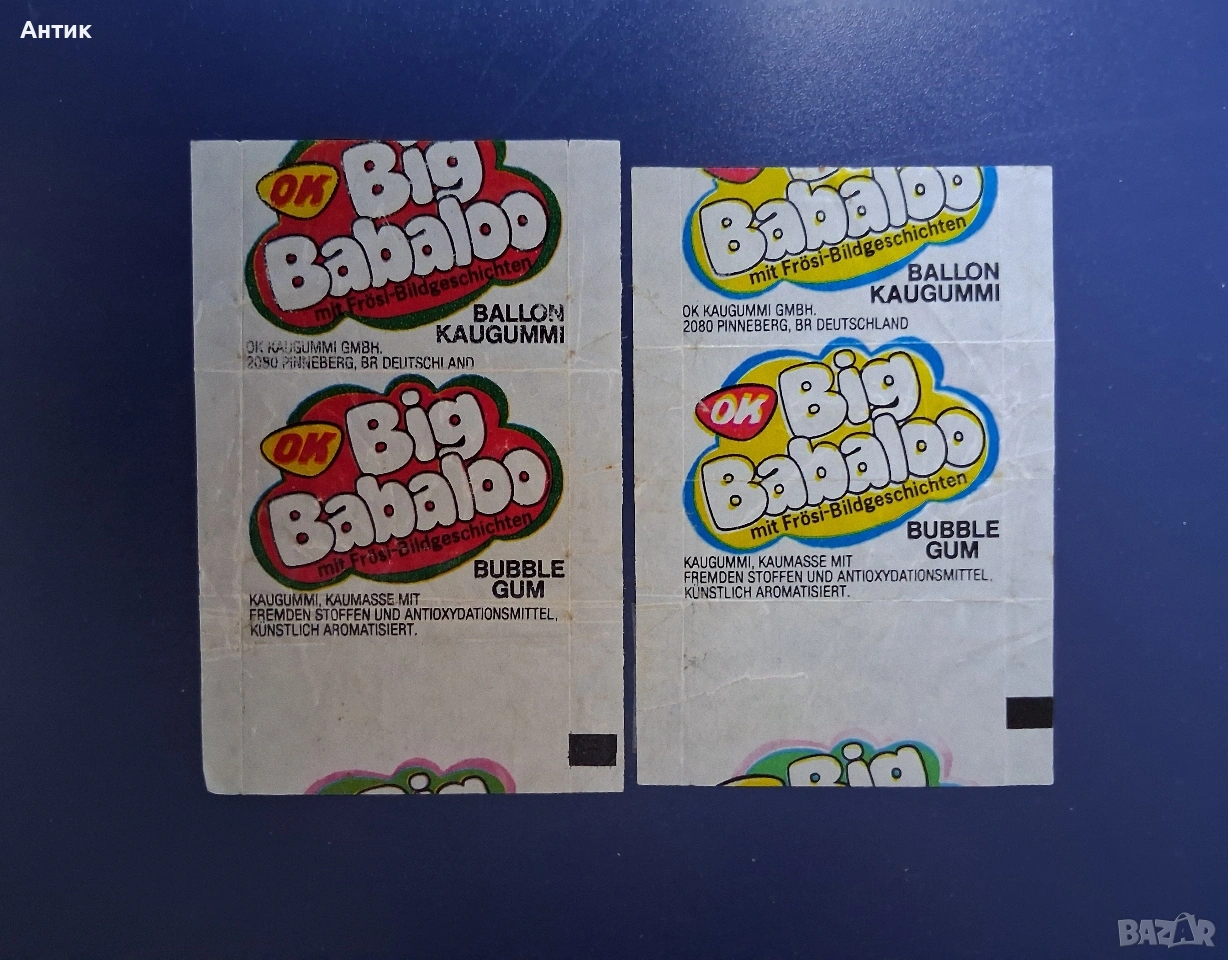 Антик
OK
Big
Babaloo
mit Frösi-Bildgeschichten
BALLON
KAUGUMMI
OK KAUGUMMI GMBH.
2080 PINNEBERG, BR DEUTSCHLAND
OK
Big
Babaloo
mit Frösi-Bildgeschichten
BUBBLE
GUM
KAUGUMMI, KAUMASSE MIT
FREMDEN STOFFEN UND ANTIOXYDATIONSMITTEL,
KÜNSTLICH AROMATISIERT.
Big
Babaloo
mit Frösi-Bildgeschichten
BALLON
KAUGUMMI
OK KAUGUMMI GMBH.
2080 PINNEBERG, BR DEUTSCHLAND
OK
Big
Babaloo
mit Frösi-Bildgeschichten
BUBBLE
GUM
KAUGUMMI, KAUMASSE MIT
FREMDEN STOFFEN UND ANTIOXYDATIONSMITTEL,
KÜNSTLICH AROMATISIERT.
Big
BAZAR